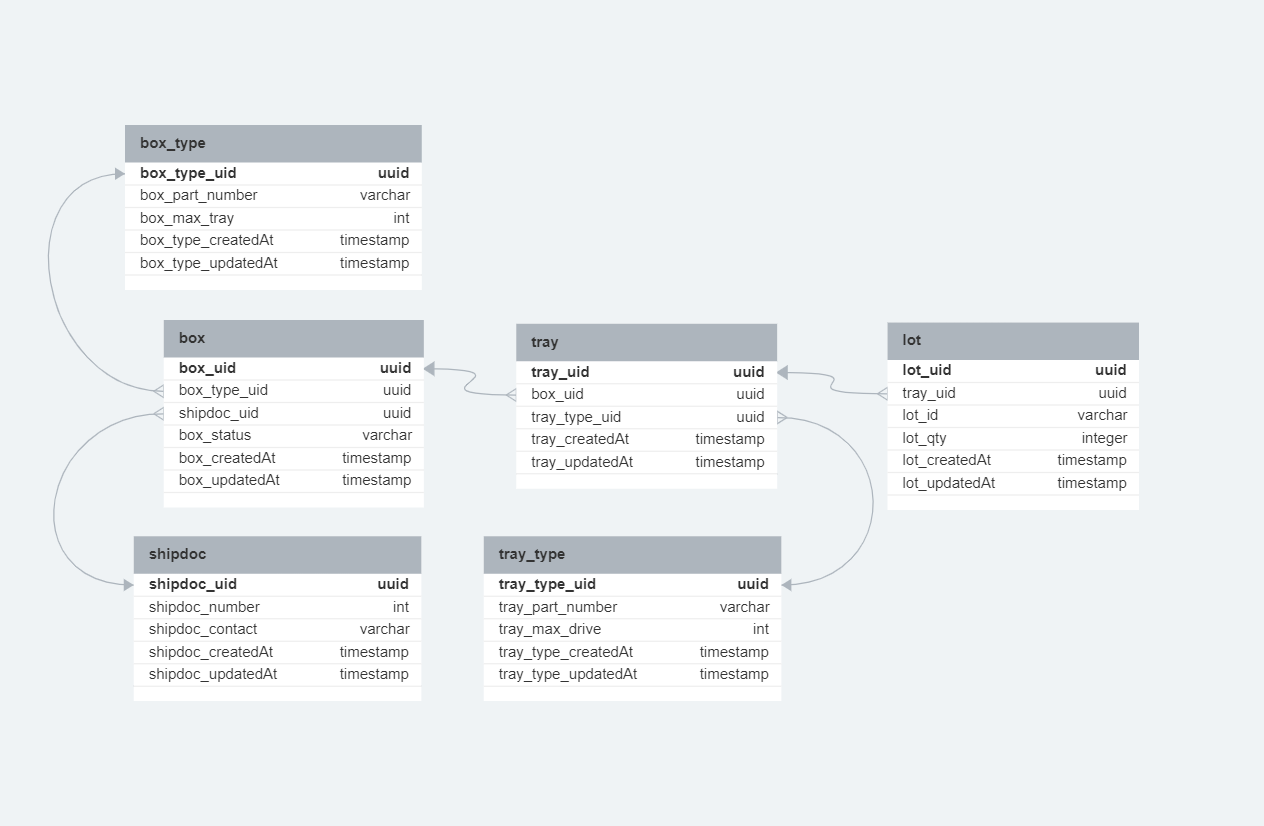 box_type
box_type_uid uuid
box_part_number varchar
box_max_tray int
box_type_createdAt timestamp
box_type_updatedAt timestamp
box
box_uid uuid
box_type_uid uuid
shipdoc_uid uuid
box_status varchar
box_createdAt timestamp
box_updatedAt timestamp
tray
tray_uid uuid
box_uid uuid
tray_type_uid uuid
tray_createdAt timestamp
tray_updatedAt timestamp
lot
lot_uid uuid
tray_uid uuid
lot_id varchar
lot_qty integer
lot_createdAt timestamp
lot_updatedAt timestamp
shipdoc
shipdoc_uid uuid
shipdoc_number int
shipdoc_contact varchar
shipdoc_createdAt timestamp
shipdoc_updatedAt timestamp
tray_type
tray_type_uid uuid
tray_part_number varchar
tray_max_drive int
tray_type_createdAt timestamp
tray_type_updatedAt timestamp